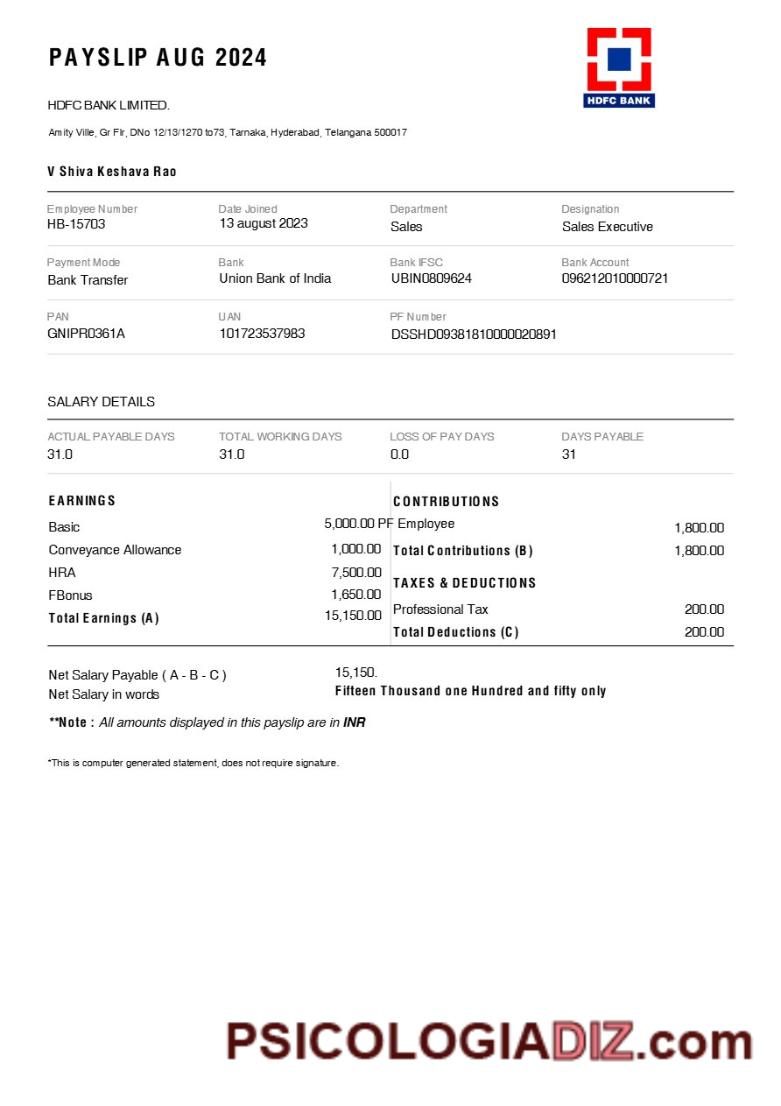 PAYSLIP AUG 2024
HDFC BANK
HDFC BANK LIMITED.
Amity Ville, Gr Flr, DNo 12/13/1270 to73, Tarnaka, Hyderabad, Telangana 500017
V Shiva Keshava Rao
Employee Number Date Joined Department Designation
HB-15703 13 august 2023 Sales Sales Executive
Payment Mode Bank Bank IFSC Bank Account
Bank Transfer Union Bank of India UBIN0809624 096212010000721
PAN UAN PF Number
GNIPR0361A 101723537983 DSSHD09381810000020891
SALARY DETAILS
ACTUAL PAYABLE DAYS TOTAL WORKING DAYS LOSS OF PAY DAYS DAYS PAYABLE
31.0 31.0 0.0 31
EARNINGS CONTRIBUTIONS
Basic 5,000.00 PF Employee 1,800.00
Conveyance Allowance 1,000.00 Total Contributions (B) 1,800.00
HRA 7,500.00
TAXES & DEDUCTIONS
FBonus 1,650.00
Professional Tax 200.00
Total Earnings (A) 15,150.00
Total Deductions (C) 200.00
Net Salary Payable ( A - B - C ) 15,150.
Net Salary in words Fifteen Thousand one Hundred and fifty only
**Note : All amounts displayed in this payslip are in INR
*This is computer generated statement, does not require signature.
PSICOLOGIADIZ.com